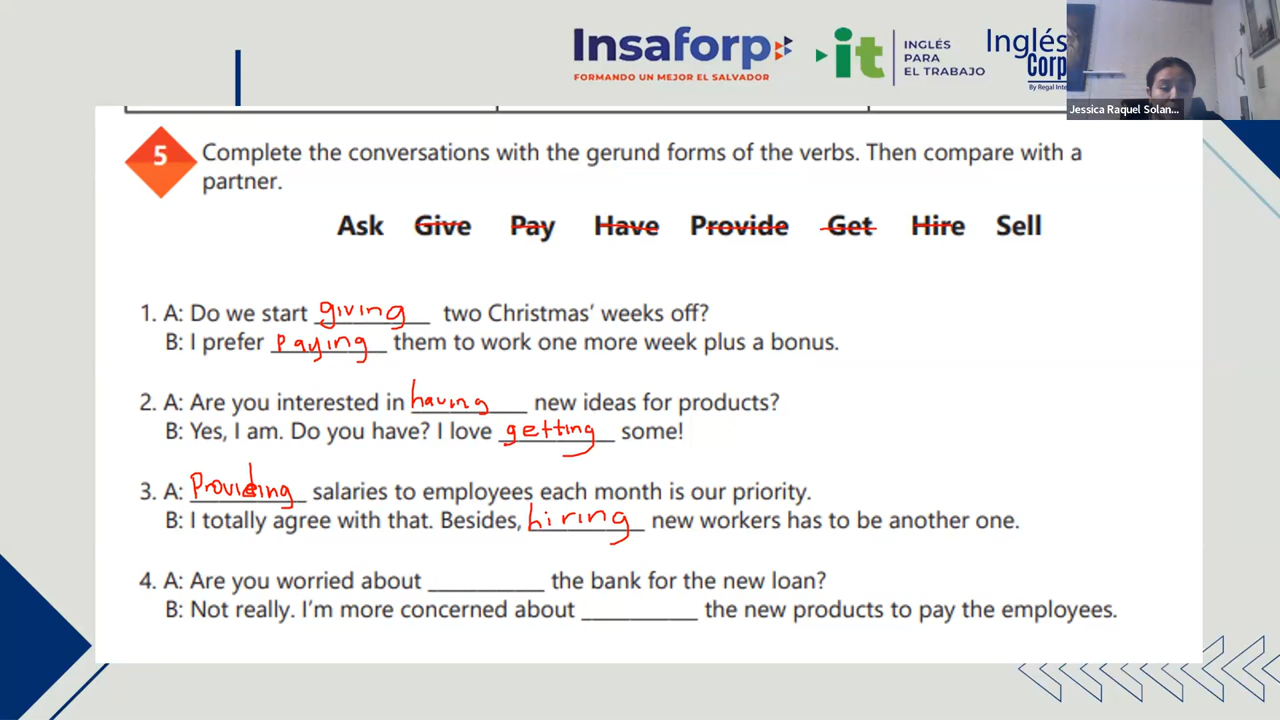 Insaforp
FORMANDO UN MEJOR EL SALVADOR
it
INGLÉS
PARA
EL TRABAJO
Inglés
Corp
By Regal Inte
Jessica Raquel Solan...
5
Complete the conversations with the gerund forms of the verbs. Then compare with a
partner.
Ask Give Pay Have Provide Get Hire Sell
1. A: Do we start giving two Christmas' weeks off?
B: I prefer paying them to work one more week plus a bonus.
2. A: Are you interested in having new ideas for products?
B: Yes, I am. Do you have? I love getting some!
3. A: Providing salaries to employees each month is our priority.
B: I totally agree with that. Besides, hiring new workers has to be another one.
4. A: Are you worried about __________ the bank for the new loan?
B: Not really. I'm more concerned about __________ the new products to pay the employees.